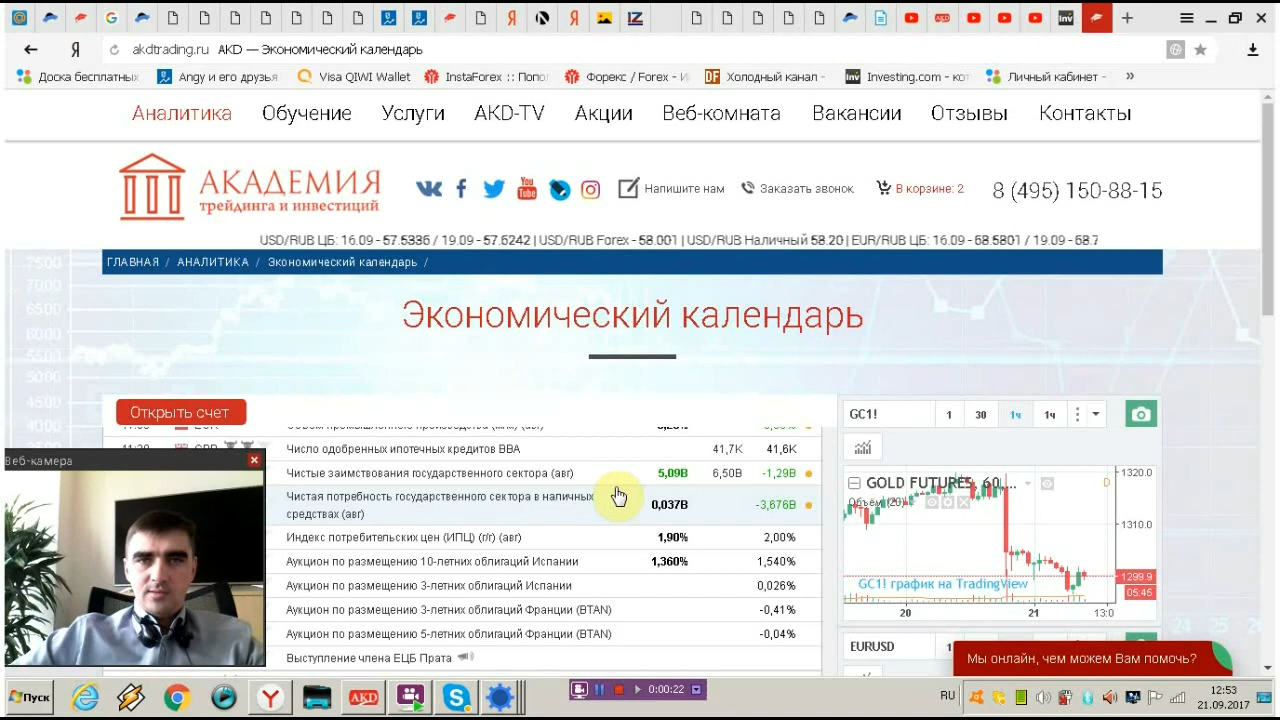 akdtrading.ru AKD — Экономический календарь
Доска бесплатных
Angy и его друзья
Visa QIWI Wallet
InstaForex :: Попо
Форекс / Forex - И
Холодный канал -
Investing.com - кот
Личный кабинет -
Аналитика Обучение Услуги AKD-TV Акции Веб-комната Вакансии Отзывы Контакты
АКАДЕМИЯ
трейдинга и инвестиций
Напишите нам
Заказать звонок
В корзине: 2
8 (495) 150-88-15
USD/RUB ЦБ: 16.09 - 57.5336 / 19.09 - 57.6242 | USD/RUB Forex - 58.001 | USD/RUB Наличный 58.20 | EUR/RUB ЦБ: 16.09 - 68.5801 / 19.09 - 68.7
ГЛАВНАЯ / АНАЛИТИКА / Экономический календарь /
Экономический календарь
Открыть счет
Число одобренных ипотечных кредитов BBA 41,7K 41,6K
Чистые заимствования государственного сектора (авг) 5,09B 6,50B -1,29B
Чистая потребность государственного сектора в наличных
средствах (авг) 0,037B -3,676B
Индекс потребительских цен (ИПЦ) (г/г) (авг) 1,90% 2,00%
Аукцион по размещению 10-летних облигаций Испании 1,360% 1,540%
Аукцион по размещению 3-летних облигаций Франции (BTAN) -0,41%
Аукцион по размещению 5-летних облигаций Франции (BTAN) -0,04%
Выступление члена ЕЦБ Прата
GC1! 1 30 1ч 1ч
GOLD FUTURES, 60, ...
Объём (20)
1320.0
1310.0
1299.9
05:45
GC1! график на TradingView
20 21 13:0
EURUSD
Веб-камера
Мы онлайн, чем можем Вам помочь?
Пуск
AKD
0:00:22
RU
12:53
21.09.2017